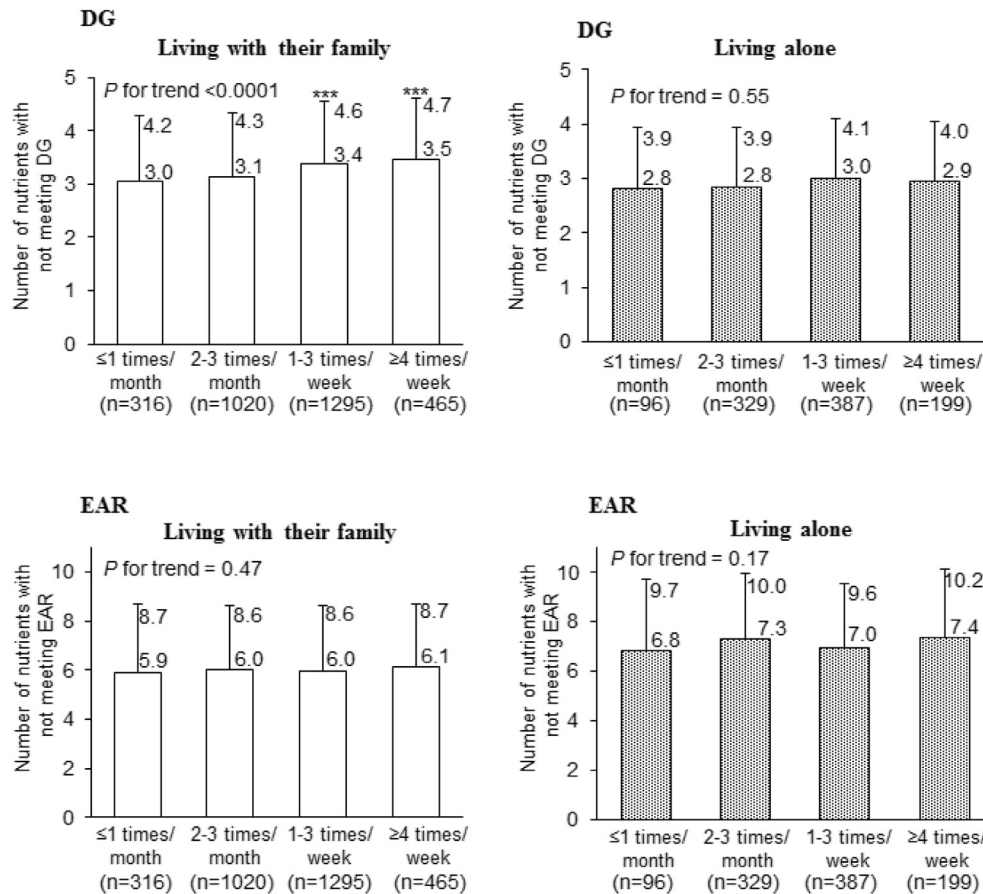 DG
Living with their family
P for trend <0.0001
Number of nutrients with
not meeting DG
5
4
3
2
1
0
*** ***
4.2 4.3 4.6 4.7
3.0 3.1 3.4 3.5
≤1 times/ 2-3 times/ 1-3 times/ ≥4 times/
month month week week
(n=316) (n=1020) (n=1295) (n=465)
DG
Living alone
P for trend = 0.55
Number of nutrients with
not meeting DG
5
4
3
2
1
0
3.9 3.9 4.1 4.0
2.8 2.8 3.0 2.9
≤1 times/ 2-3 times/ 1-3 times/ ≥4 times/
month month week week
(n=96) (n=329) (n=387) (n=199)
EAR
Living with their family
P for trend = 0.47
Number of nutrients with
not meeting EAR
10
8
6
4
2
0
8.7 8.6 8.6 8.7
5.9 6.0 6.0 6.1
≤1 times/ 2-3 times/ 1-3 times/ ≥4 times/
month month week week
(n=316) (n=1020) (n=1295) (n=465)
EAR
Living alone
P for trend = 0.17
Number of nutrients with
not meeting EAR
10
8
6
4
2
0
9.7 10.0 9.6 10.2
6.8 7.3 7.0 7.4
≤1 times/ 2-3 times/ 1-3 times/ ≥4 times/
month month week week
(n=96) (n=329) (n=387) (n=199)